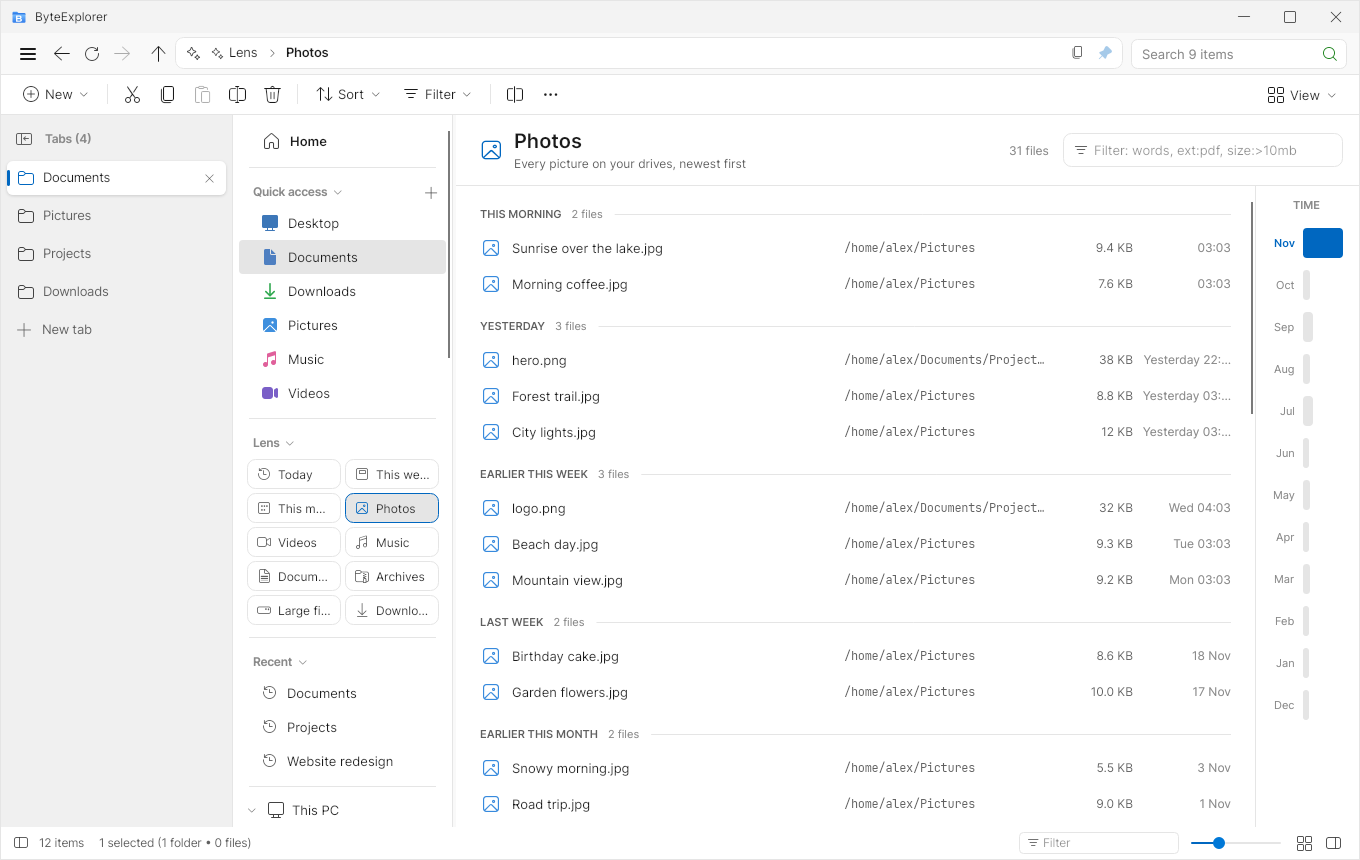 ByteExplorer
Lens > Photos
Search 9 items
New
Sort
Filter
View
Tabs (4)
Documents
Pictures
Projects
Downloads
New tab
Home
Quick access
Desktop
Documents
Downloads
Pictures
Music
Videos
Lens
Today
This we...
This m...
Photos
Videos
Music
Docum...
Archives
Large fi...
Downlo...
Recent
Documents
Projects
Website redesign
This PC
Photos
Every picture on your drives, newest first
31 files
Filter: words, ext:pdf, size:>10mb
THIS MORNING 2 files
Sunrise over the lake.jpg /home/alex/Pictures 9.4 KB 03:03
Morning coffee.jpg /home/alex/Pictures 7.6 KB 03:03
YESTERDAY 3 files
hero.png /home/alex/Documents/Project… 38 KB Yesterday 22:...
Forest trail.jpg /home/alex/Pictures 8.8 KB Yesterday 03:...
City lights.jpg /home/alex/Pictures 12 KB Yesterday 03:...
EARLIER THIS WEEK 3 files
logo.png /home/alex/Documents/Project… 32 KB Wed 04:03
Beach day.jpg /home/alex/Pictures 9.3 KB Tue 03:03
Mountain view.jpg /home/alex/Pictures 9.2 KB Mon 03:03
LAST WEEK 2 files
Birthday cake.jpg /home/alex/Pictures 8.6 KB 18 Nov
Garden flowers.jpg /home/alex/Pictures 10.0 KB 17 Nov
EARLIER THIS MONTH 2 files
Snowy morning.jpg /home/alex/Pictures 5.5 KB 3 Nov
Road trip.jpg /home/alex/Pictures 9.0 KB 1 Nov
TIME
Nov
Oct
Sep
Aug
Jul
Jun
May
Apr
Mar
Feb
Jan
Dec
12 items 1 selected (1 folder • 0 files)
Filter